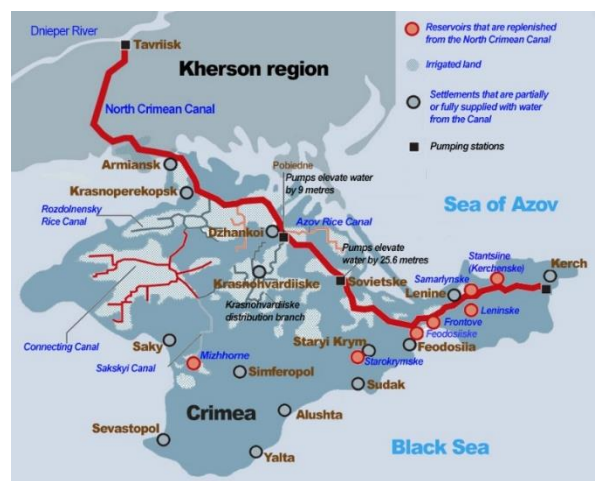 Dnieper River
Tavriisk
Kherson region
North Crimean Canal
Reservoirs that are replenished
from the North Crimean Canal
Irrigated land
Settlements that are partially
or fully supplied with water
from the Canal
Pumping stations
Armiansk
Krasnoperekopsk
Pobiedne
Pumps elevate water
by 9 metres
Sea of Azov
Rozdolnensky
Rice Canal
Dzhankoi
Azov Rice Canal
Pumps elevate
water by 25.6 metres
Stantsiine
(Kerchenske)
Kerch
Samarlynske
Krasnohvardiiske
Sovietske
Lenine
Krasnohvardiiske
distribution branch
Leninske
Frontove
Feodosiiske
Connecting Canal
Saky
Sakskyi Canal
Mizhhorne
Staryi Krym
Feodosiia
Starokrymske
Simferopol
Sudak
Crimea
Alushta
Sevastopol
Yalta
Black Sea